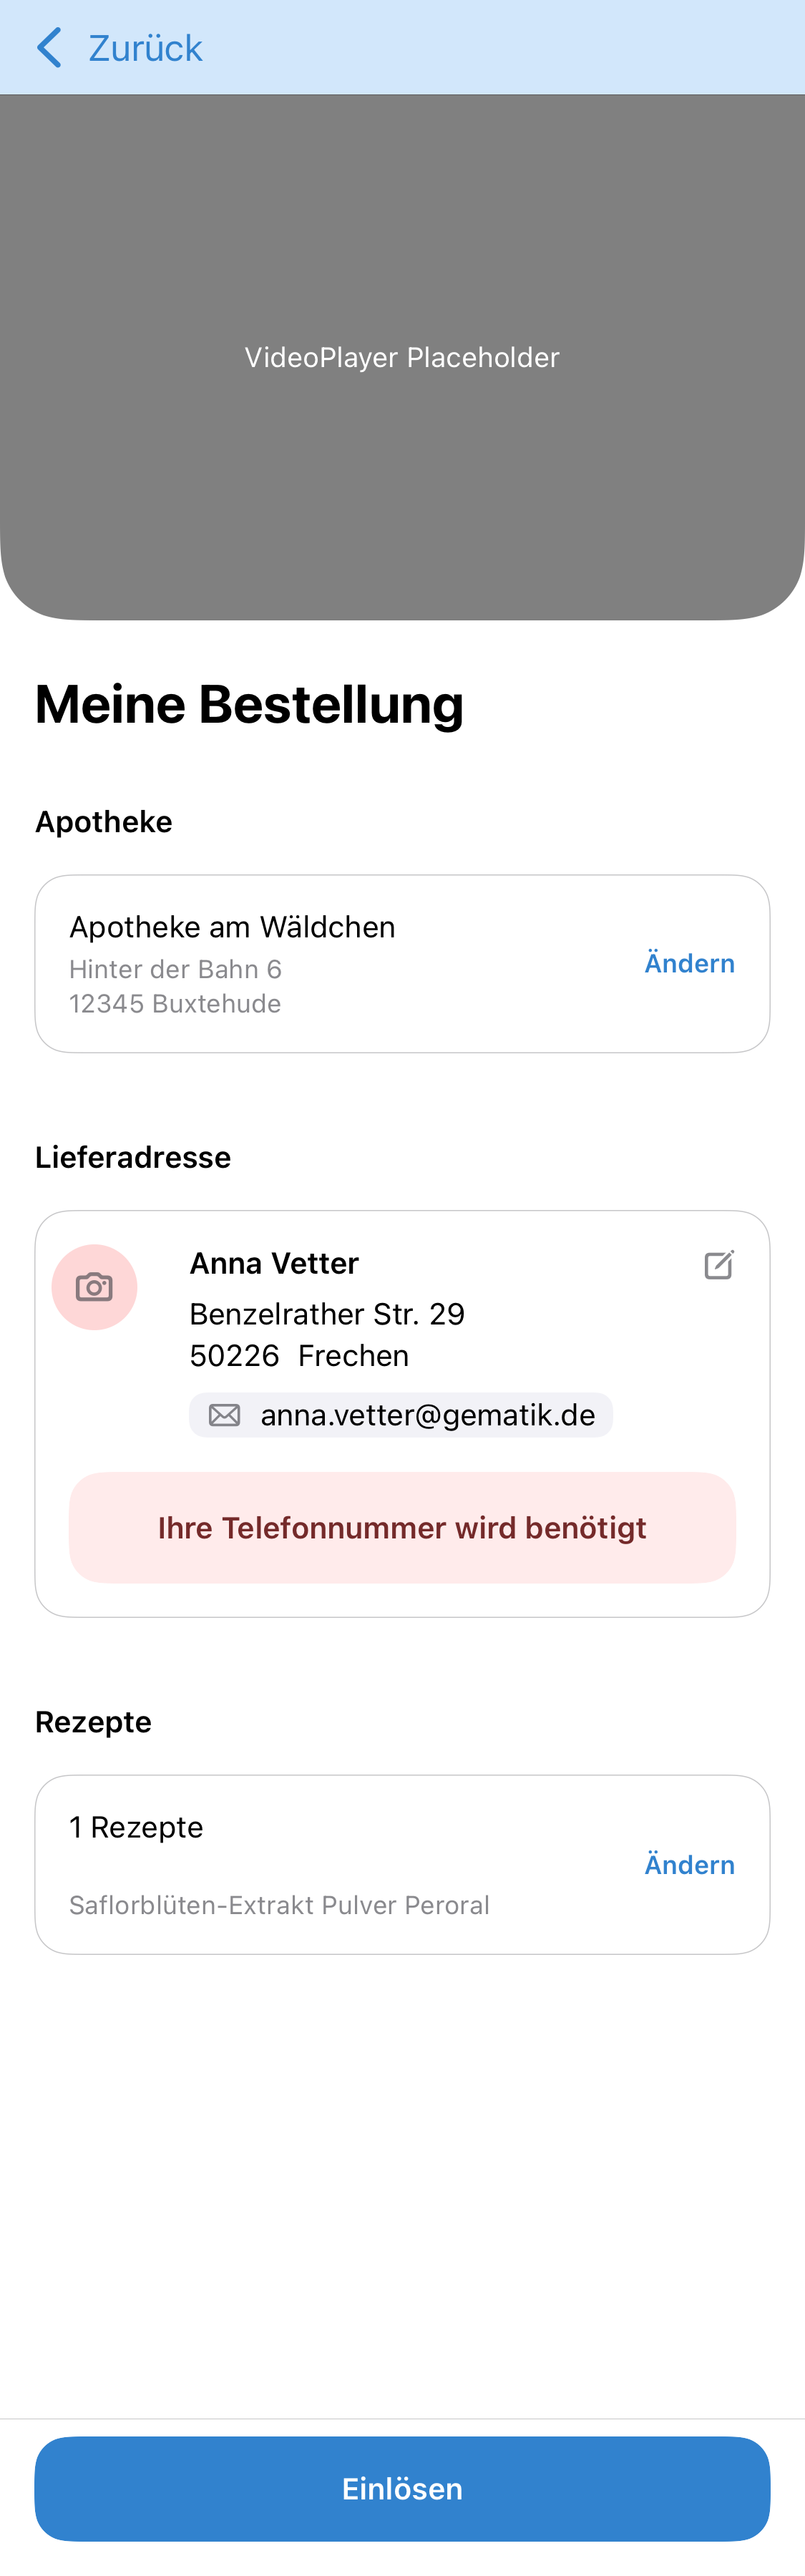 Zurück
VideoPlayer Placeholder
Meine Bestellung
Apotheke
Apotheke am Wäldchen
Hinter der Bahn 6
12345 Buxtehude
Ändern
Lieferadresse
Anna Vetter
Benzelrather Str. 29
50226  Frechen
anna.vetter@gematik.de
Ihre Telefonnummer wird benötigt
Rezepte
1 Rezepte
Ändern
Saflorblüten-Extrakt Pulver Peroral
Einlösen